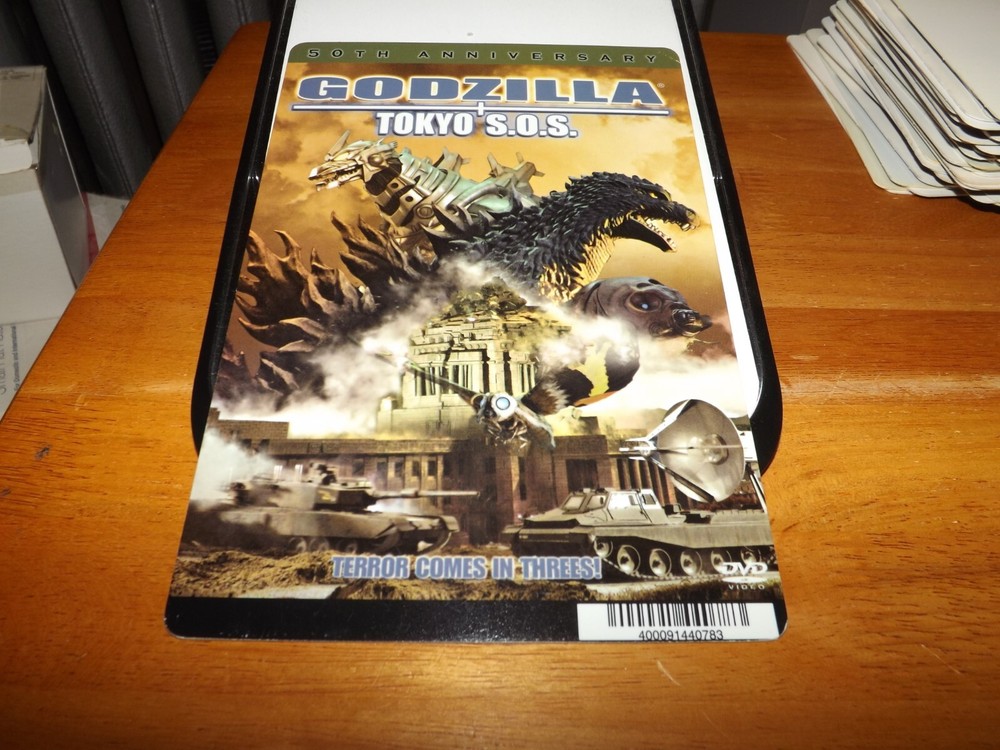 50TH ANNIVERSARY
GODZILLA®
TOKYO S.O.S.
TERROR COMES IN THREES!
DVD
VIDEO
400091440783